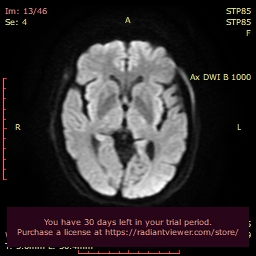 Im: 13/46
Se: 4
A
STP85
STP85
F
Ax DWI B 1000
R
L
You have 30 days left in your trial period.
Purchase a license at https://radiantviewer.com/store/